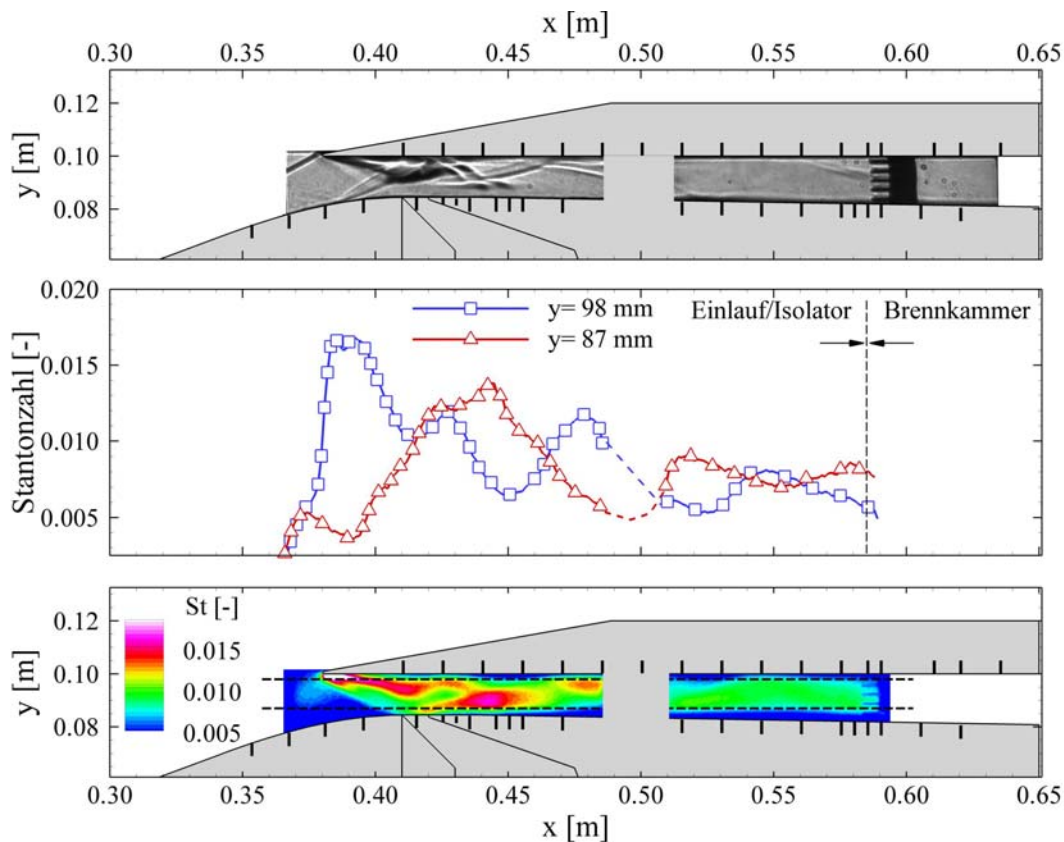 x [m]
0.30 0.35 0.40 0.45 0.50 0.55 0.60 0.65
y [m]
0.12
0.10
0.08
Stantonzahl [-]
0.020
0.015
0.010
0.005
y= 98 mm
y= 87 mm
Einlauf/Isolator
Brennkammer
y [m]
0.12
0.10
0.08
St [-]
0.015
0.010
0.005
0.30 0.35 0.40 0.45 0.50 0.55 0.60 0.65
x [m]